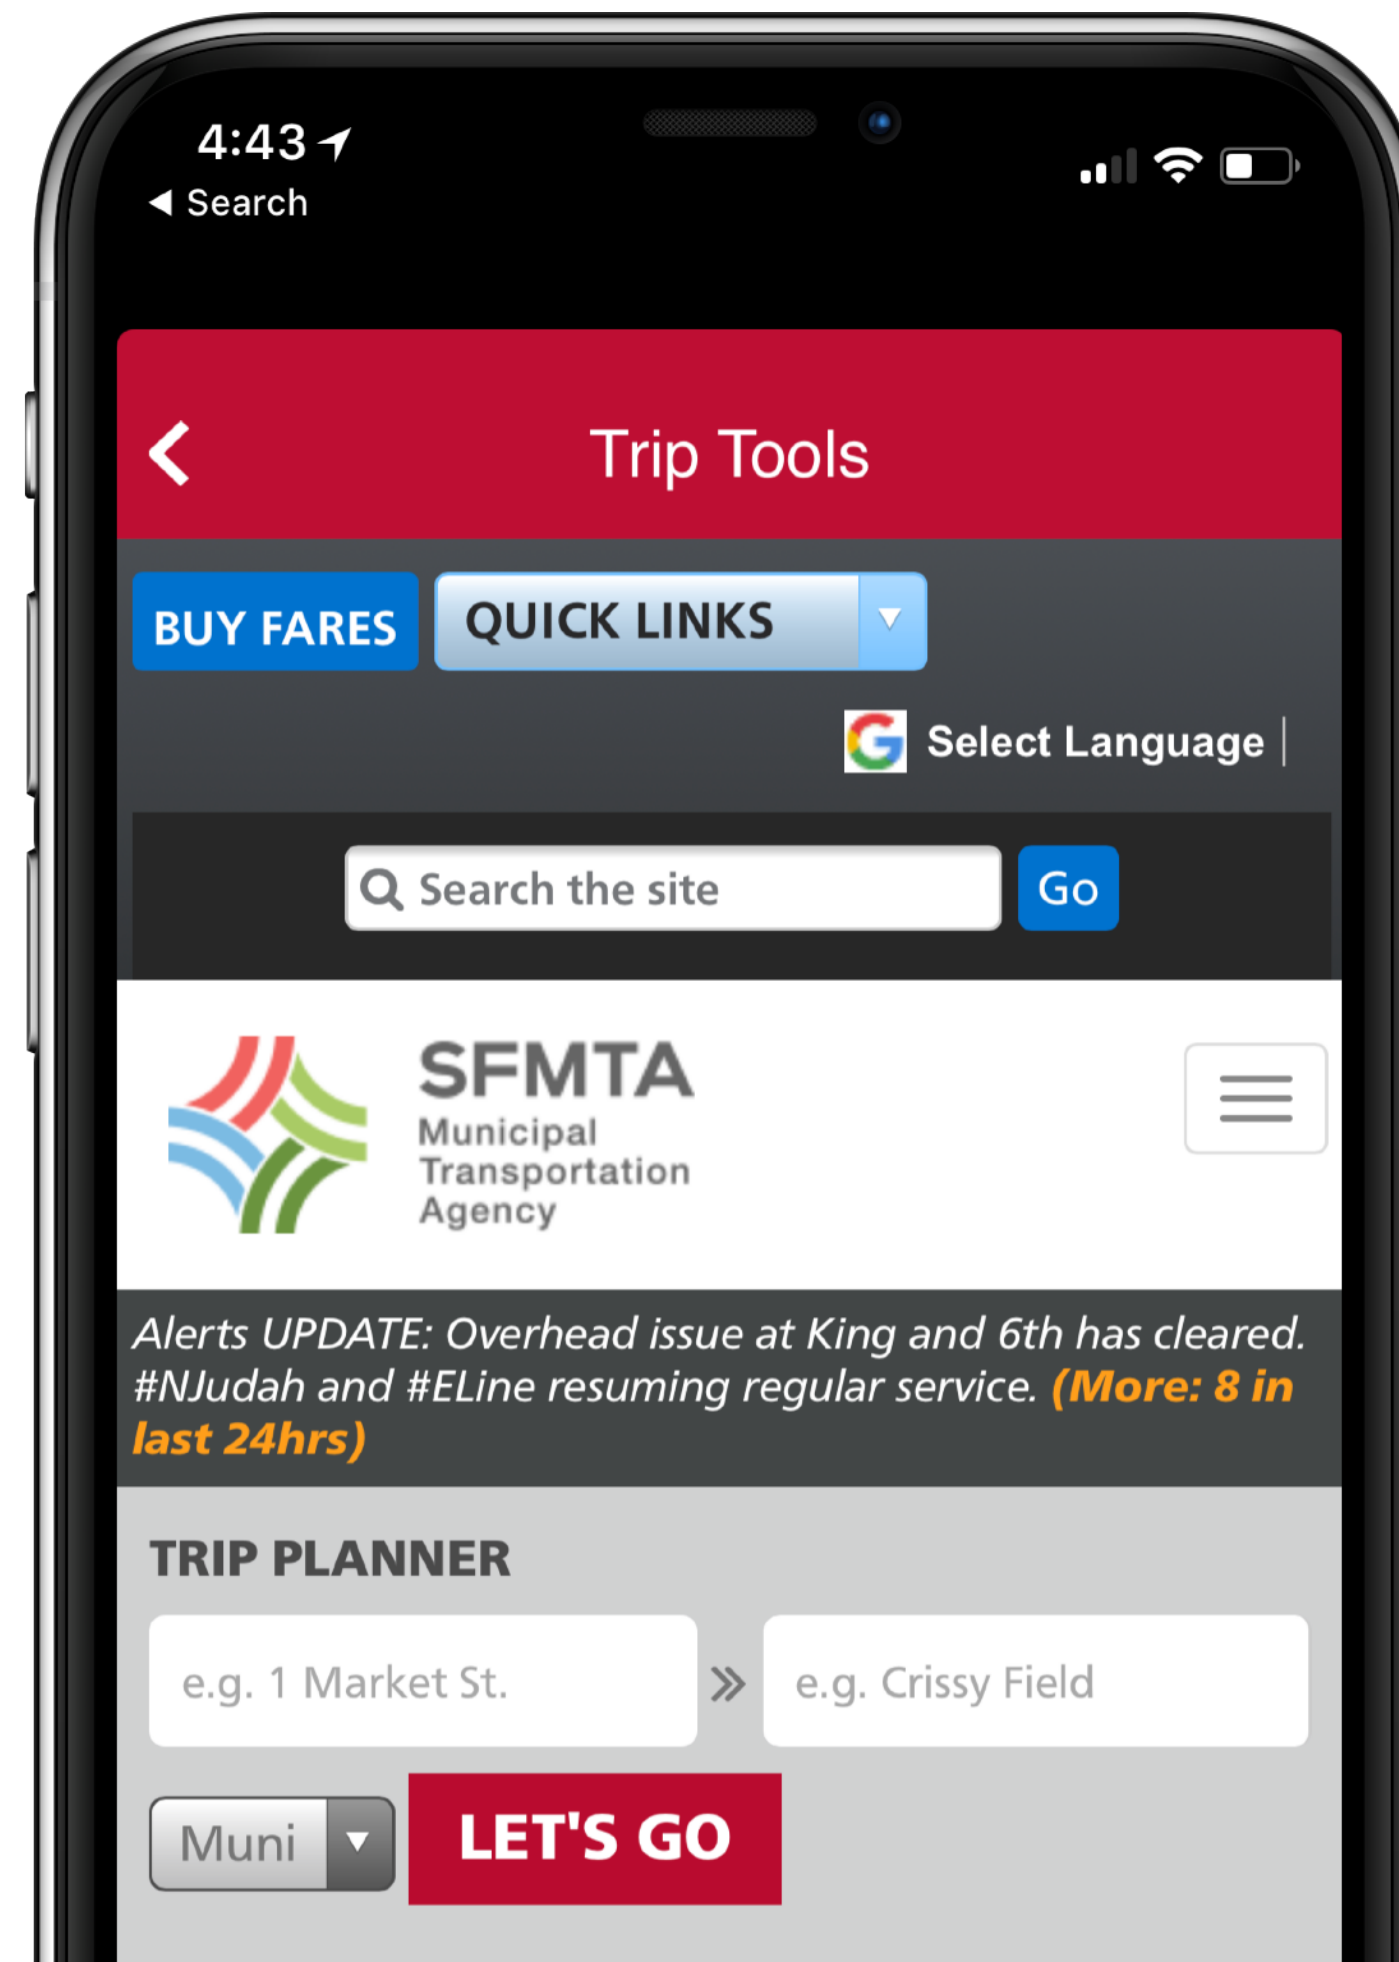 4:43
Search
Trip Tools
BUY FARES
QUICK LINKS
Select Language
Search the site
Go
SFMTA
Municipal
Transportation
Agency
Alerts UPDATE: Overhead issue at King and 6th has cleared.
#NJudah and #ELine resuming regular service. (More: 8 in
last 24hrs)
TRIP PLANNER
e.g. 1 Market St.
e.g. Crissy Field
Muni
LET'S GO